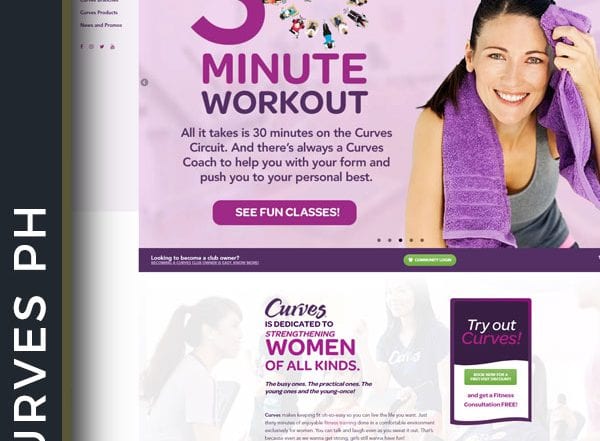 Curves Branches
Curves Products
News and Promos
MINUTE
WORKOUT
All it takes is 30 minutes on the Curves
Circuit. And there's always a Curves
Coach to help you with your form and
push you to your personal best.
SEE FUN CLASSES!
Looking to become a club owner?
BECOMING A CURVES CLUB OWNER IS EASY, KNOW MORE!
COMMUNITY LOGIN
Curves
IS DEDICATED TO
STRENGTHENING
WOMEN
OF ALL KINDS.
The busy ones. The practical ones. The
young ones and the young-once!
Curves makes keeping fit oh-so-easy so you can live the life you want. Just
thirty minutes of enjoyable fitness training done in a comfortable environment
exclusively for women. You can talk and laugh even as you sweat it out. That's
because even as we want to get strong, girls still wanna have fun!
Try out
Curves!
BOOK NOW FOR A
FIRST-VISIT DISCOUNT!
and get a Fitness
Consultation FREE!
URVES PH